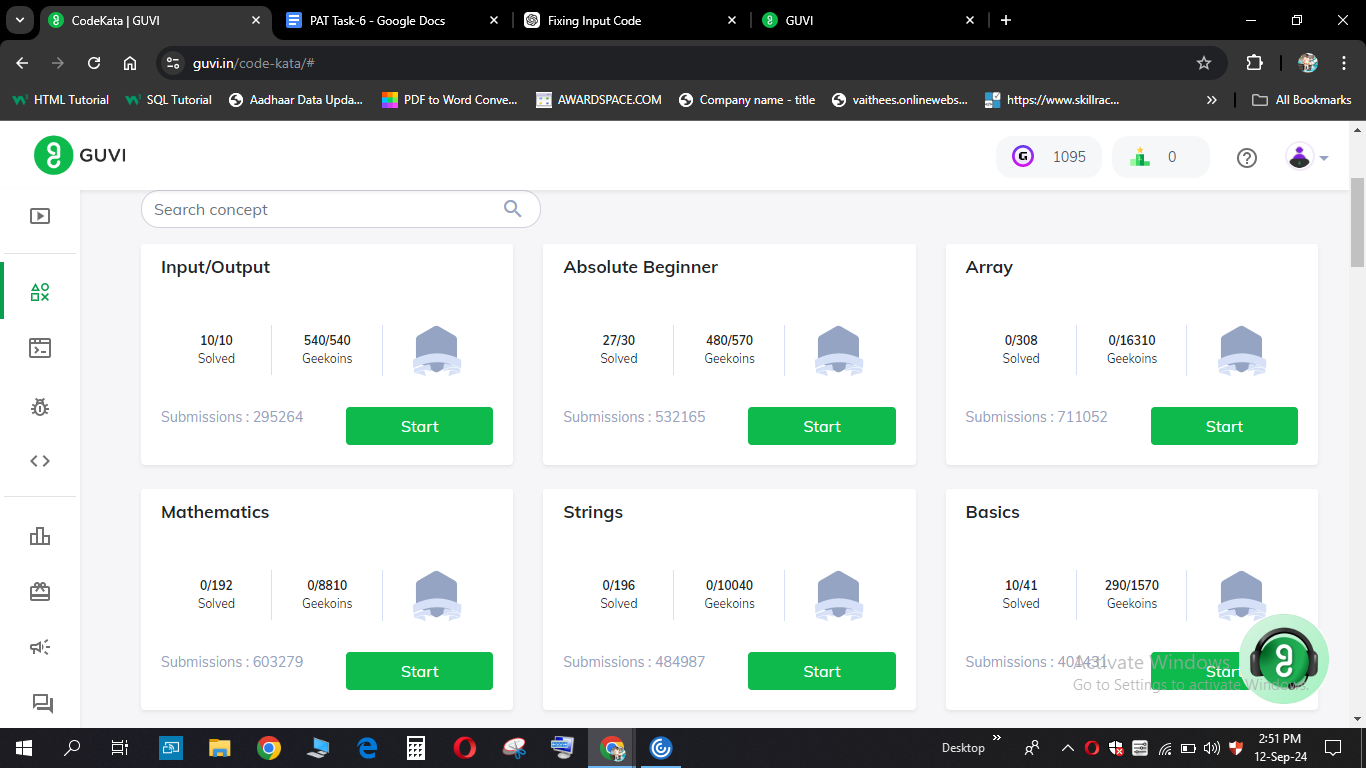 CodeKata | GUVI
PAT Task-6 - Google Docs
Fixing Input Code
GUVI
guvi.in/code-kata/#
HTML Tutorial
SQL Tutorial
Aadhaar Data Upda...
PDF to Word Conve...
AWARDSPACE.COM
Company name - title
vaithees.onlinewebs...
https://www.skillrac...
»
All Bookmarks
GUVI
1095
0
Search concept
Input/Output
10/10
Solved
540/540
Geekoins
Submissions : 295264
Start
Absolute Beginner
27/30
Solved
480/570
Geekoins
Submissions : 532165
Start
Array
0/308
Solved
0/16310
Geekoins
Submissions : 711052
Start
Mathematics
0/192
Solved
0/8810
Geekoins
Submissions : 603279
Start
Strings
0/196
Solved
0/10040
Geekoins
Submissions : 484987
Start
Basics
10/41
Solved
290/1570
Geekoins
Submissions : 404431
Start
Activate Windows
Go to Settings to activate Windows.
Desktop
»
2:51 PM
12-Sep-24